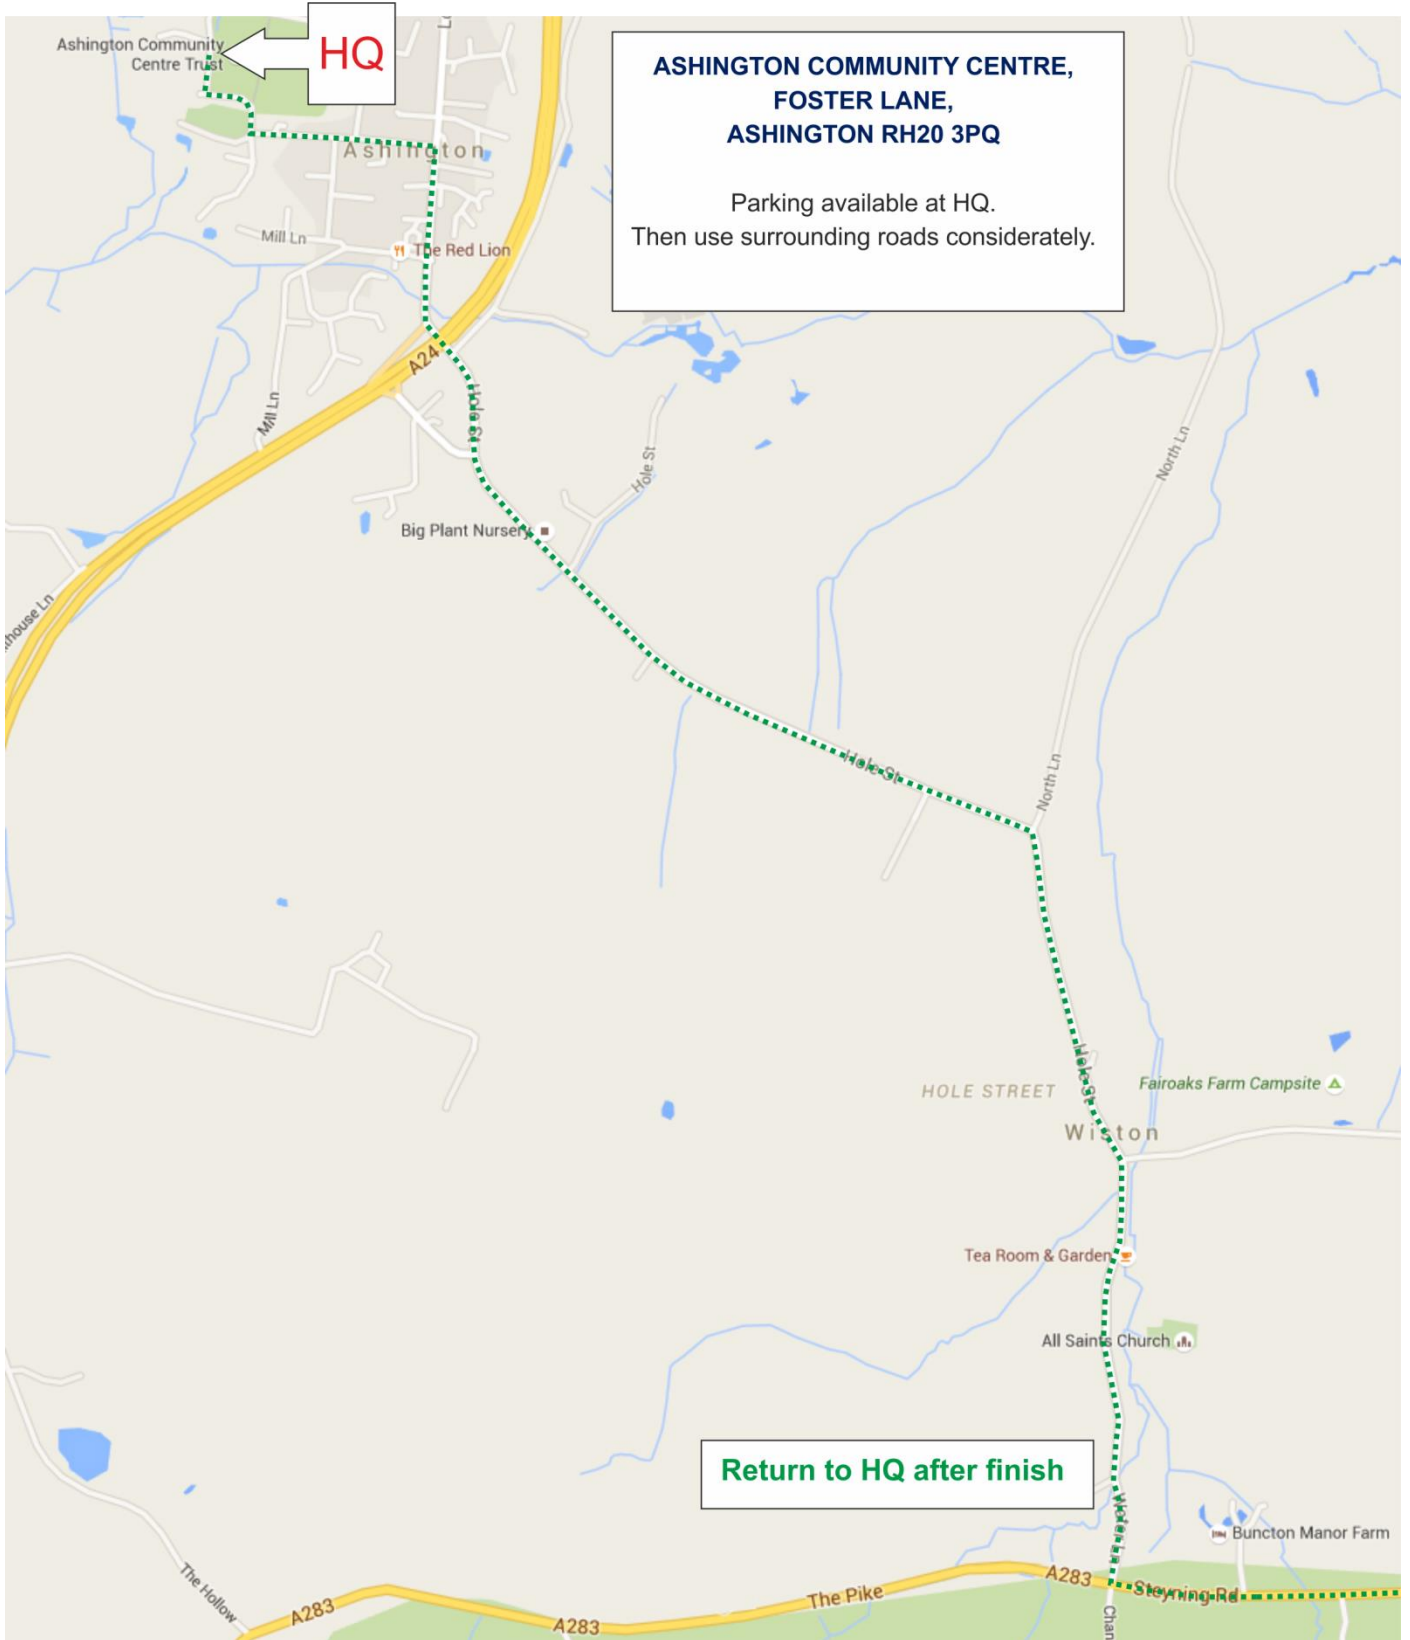 Ashington Community
Centre Trust
HQ
ASHINGTON COMMUNITY CENTRE,
FOSTER LANE,
ASHINGTON RH20 3PQ
Parking available at HQ.
Then use surrounding roads considerately.
Ashington
Mill Ln
The Red Lion
A24
Mill Ln
Hole St
Hole St
North Ln
Big Plant Nursery
Hole St
North Ln
Hole St
HOLE STREET
Fairoaks Farm Campsite
Wiston
Tea Room & Garden
All Saints Church
Return to HQ after finish
Water Ln
Buncton Manor Farm
The Hollow
A283
A283
The Pike
A283
Steyning Rd